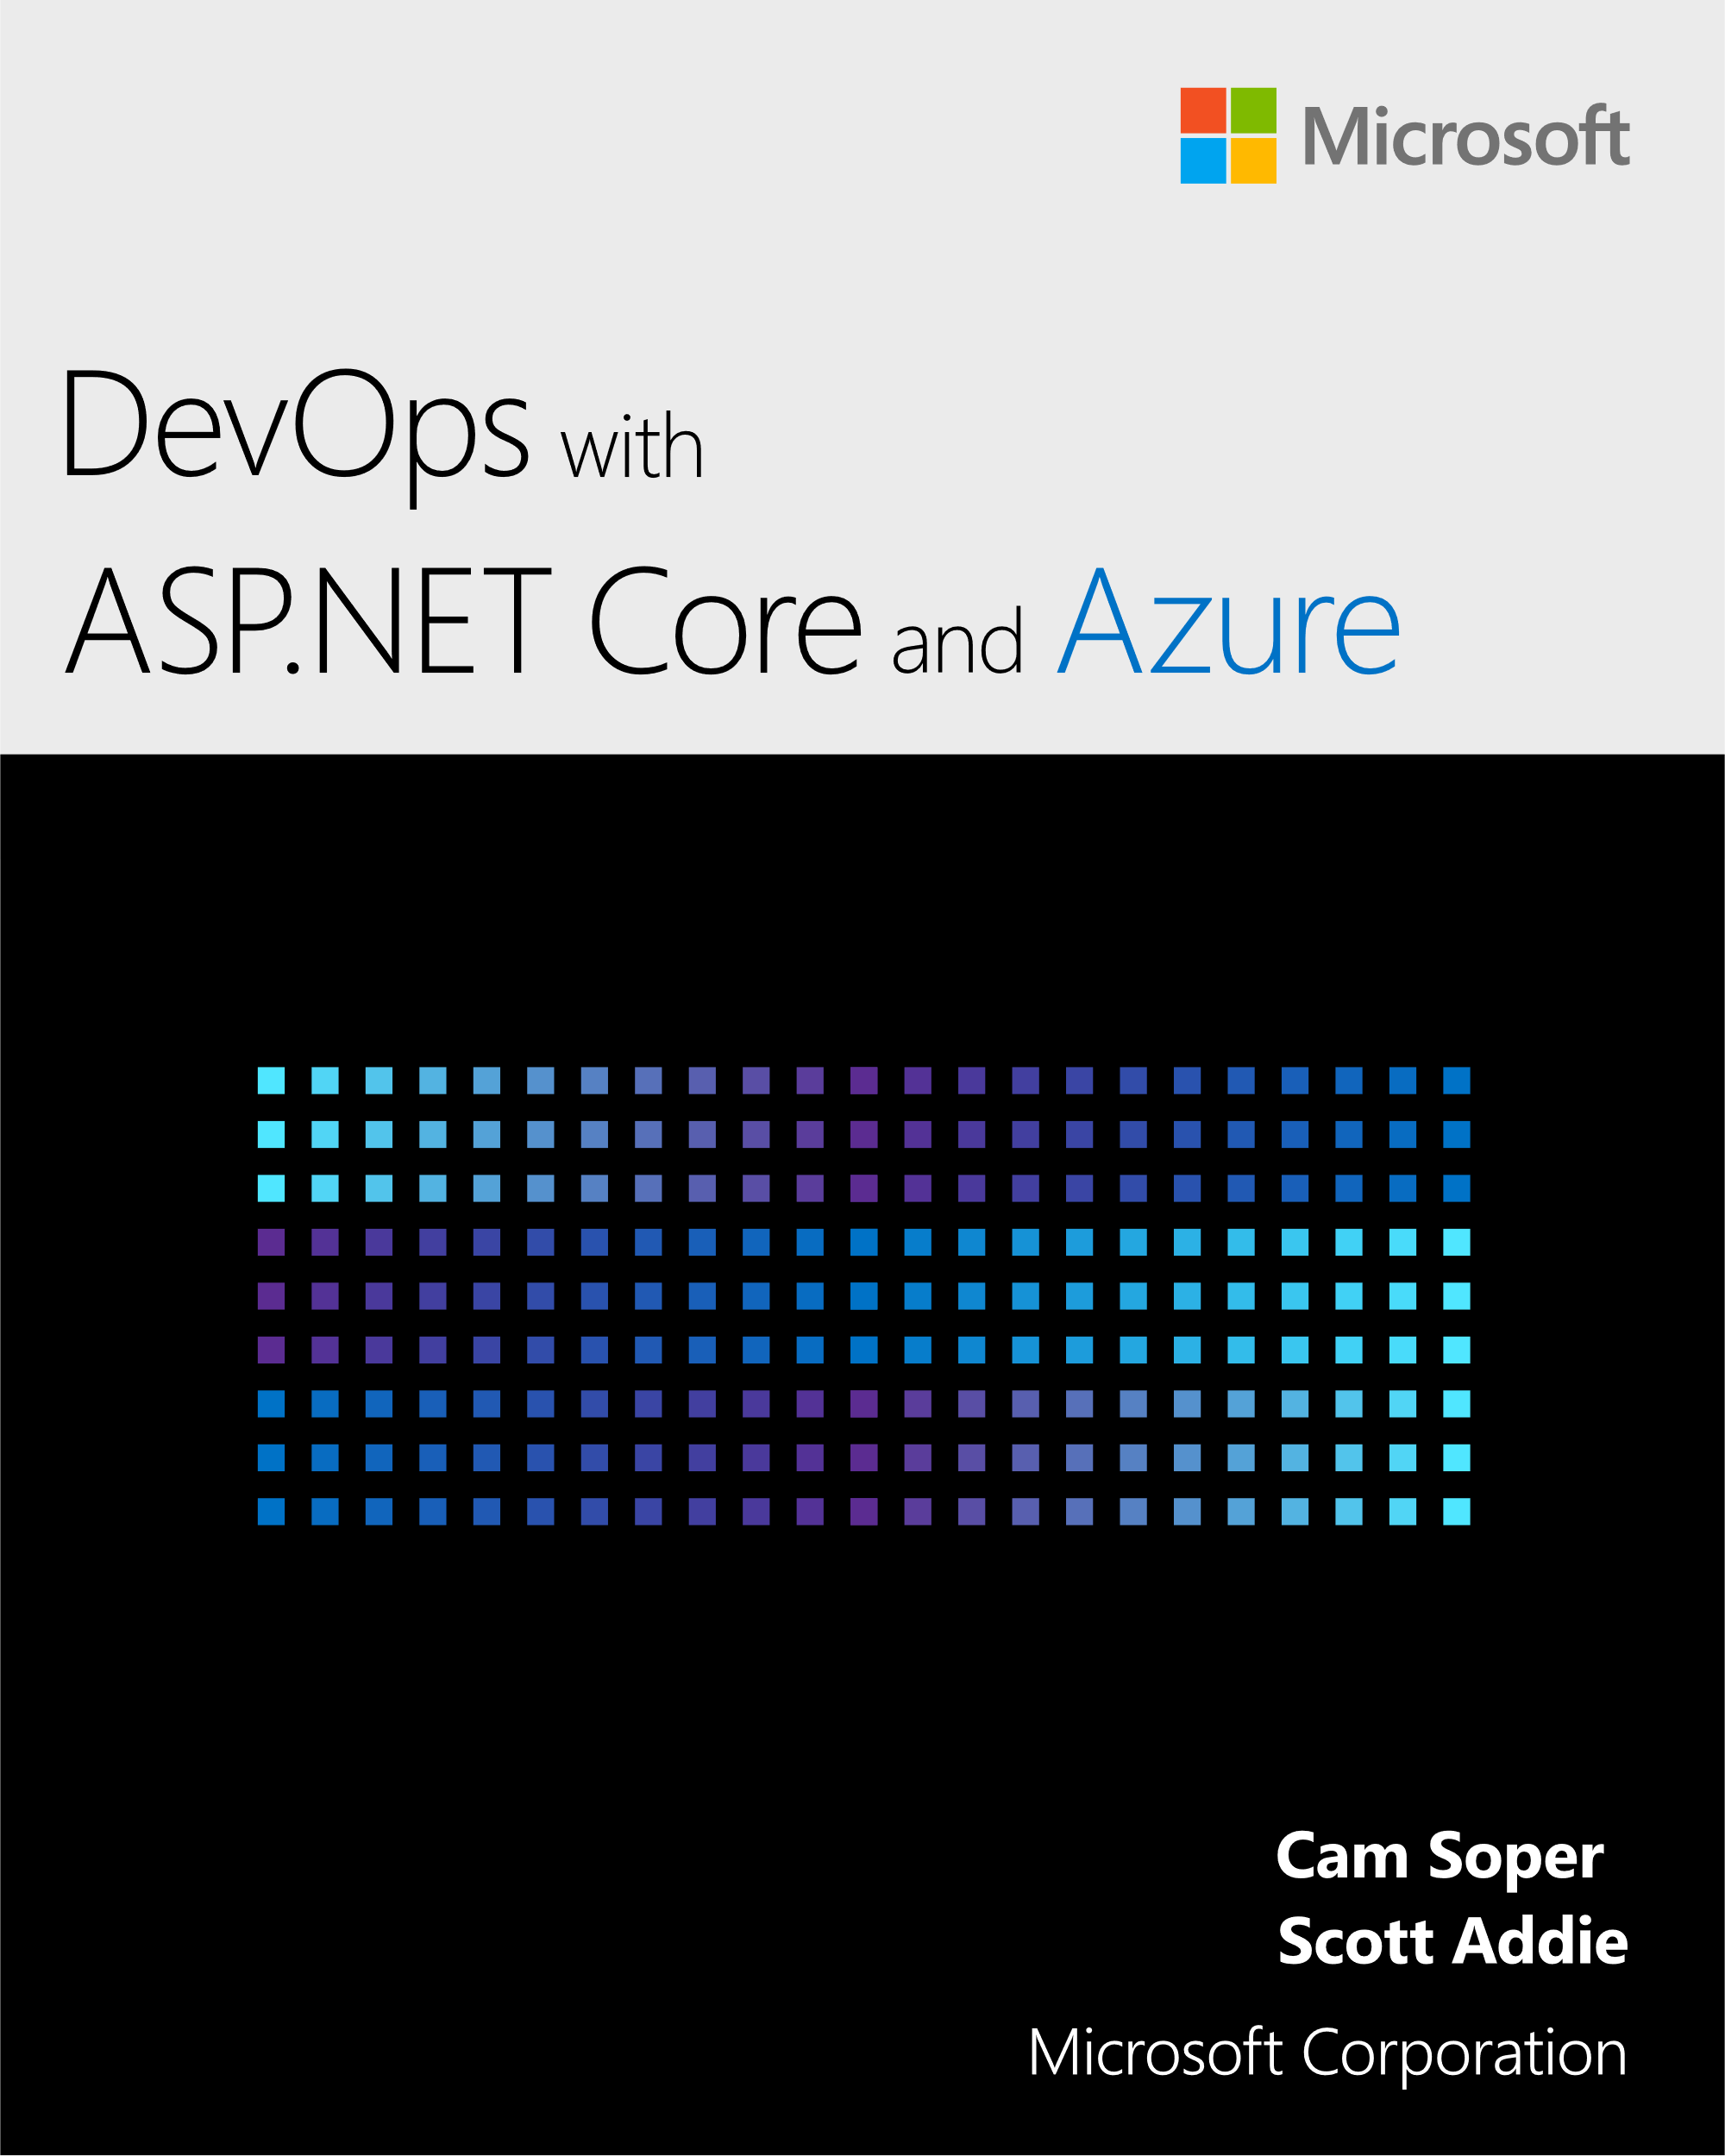 Microsoft
DevOps with
ASP.NET Core and Azure
Cam Soper
Scott Addie
Microsoft Corporation